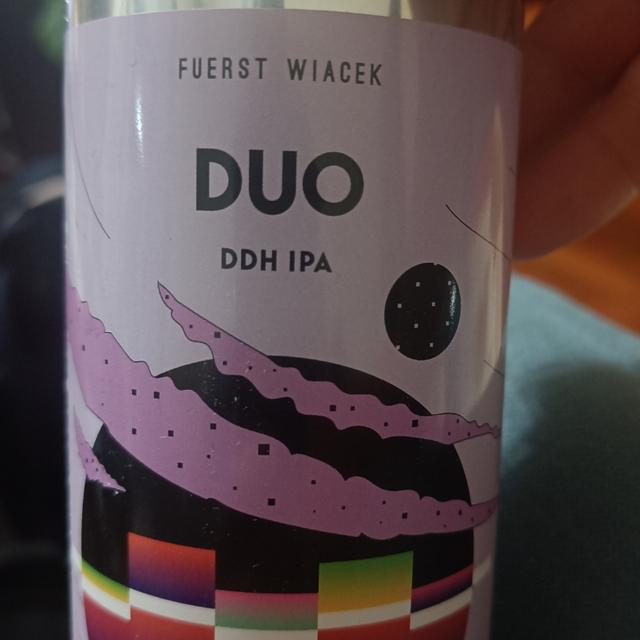 FUERST WIACEK
DUO
DDH IPA